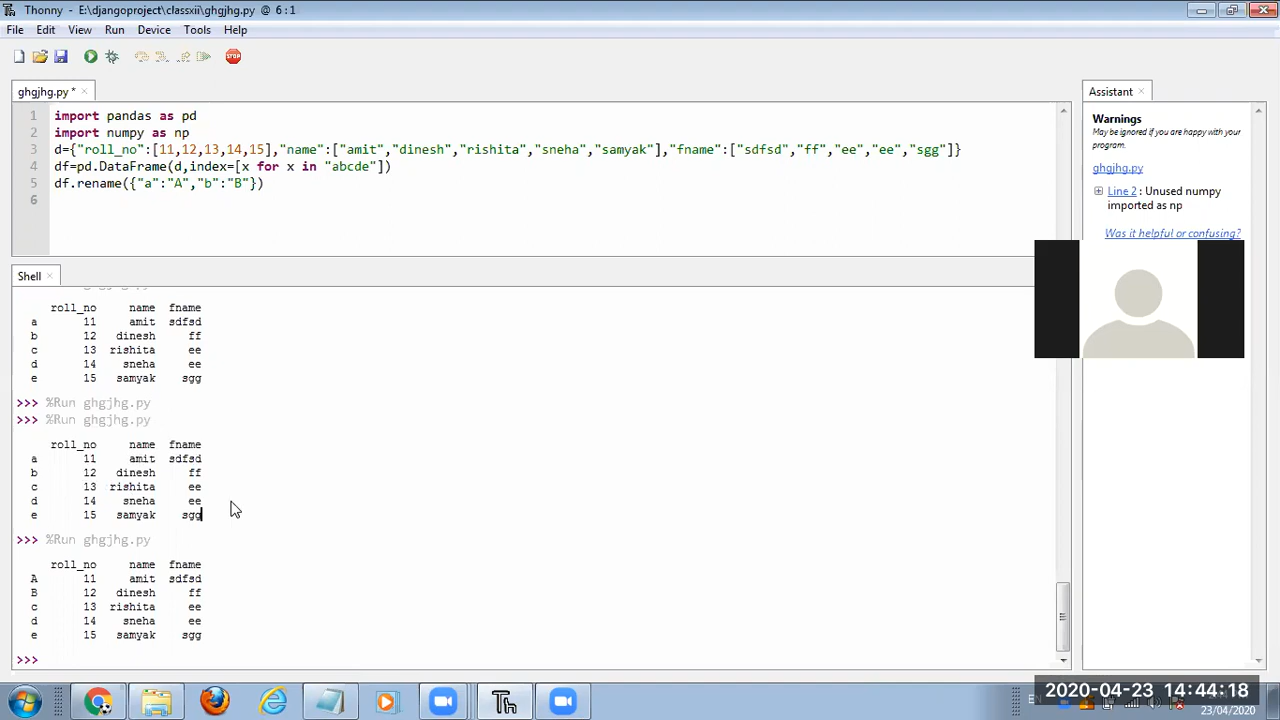 Thonny - E:\djangoproject\classxii\ghgjhg.py @ 6:1
File Edit View Run Device Tools Help
STOP
ghgjhg.py *
Assistant
1 import pandas as pd
2 import numpy as np
3 d={"roll_no":[11,12,13,14,15],"name":["amit","dinesh","rishita","sneha","samyak"],"fname":["sdfsd","ff","ee","ee","sgg"]}
4 df=pd.DataFrame(d,index=[x for x in "abcde"])
5 df.rename({"a":"A","b":"B"})
6
Warnings
May be ignored if you are happy with your
program.
ghgjhg.py
Line 2 : Unused numpy
imported as np
Was it helpful or confusing?
Shell
roll_no name fname
a 11 amit sdfsd
b 12 dinesh ff
c 13 rishita ee
d 14 sneha ee
e 15 samyak sgg
>>> %Run ghgjhg.py
>>> %Run ghgjhg.py
roll_no name fname
a 11 amit sdfsd
b 12 dinesh ff
c 13 rishita ee
d 14 sneha ee
e 15 samyak sgg
>>> %Run ghgjhg.py
roll_no name fname
A 11 amit sdfsd
B 12 dinesh ff
c 13 rishita ee
d 14 sneha ee
e 15 samyak sgg
>>>
Th
EN
2020-04-23 14:44:18
23/04/2020